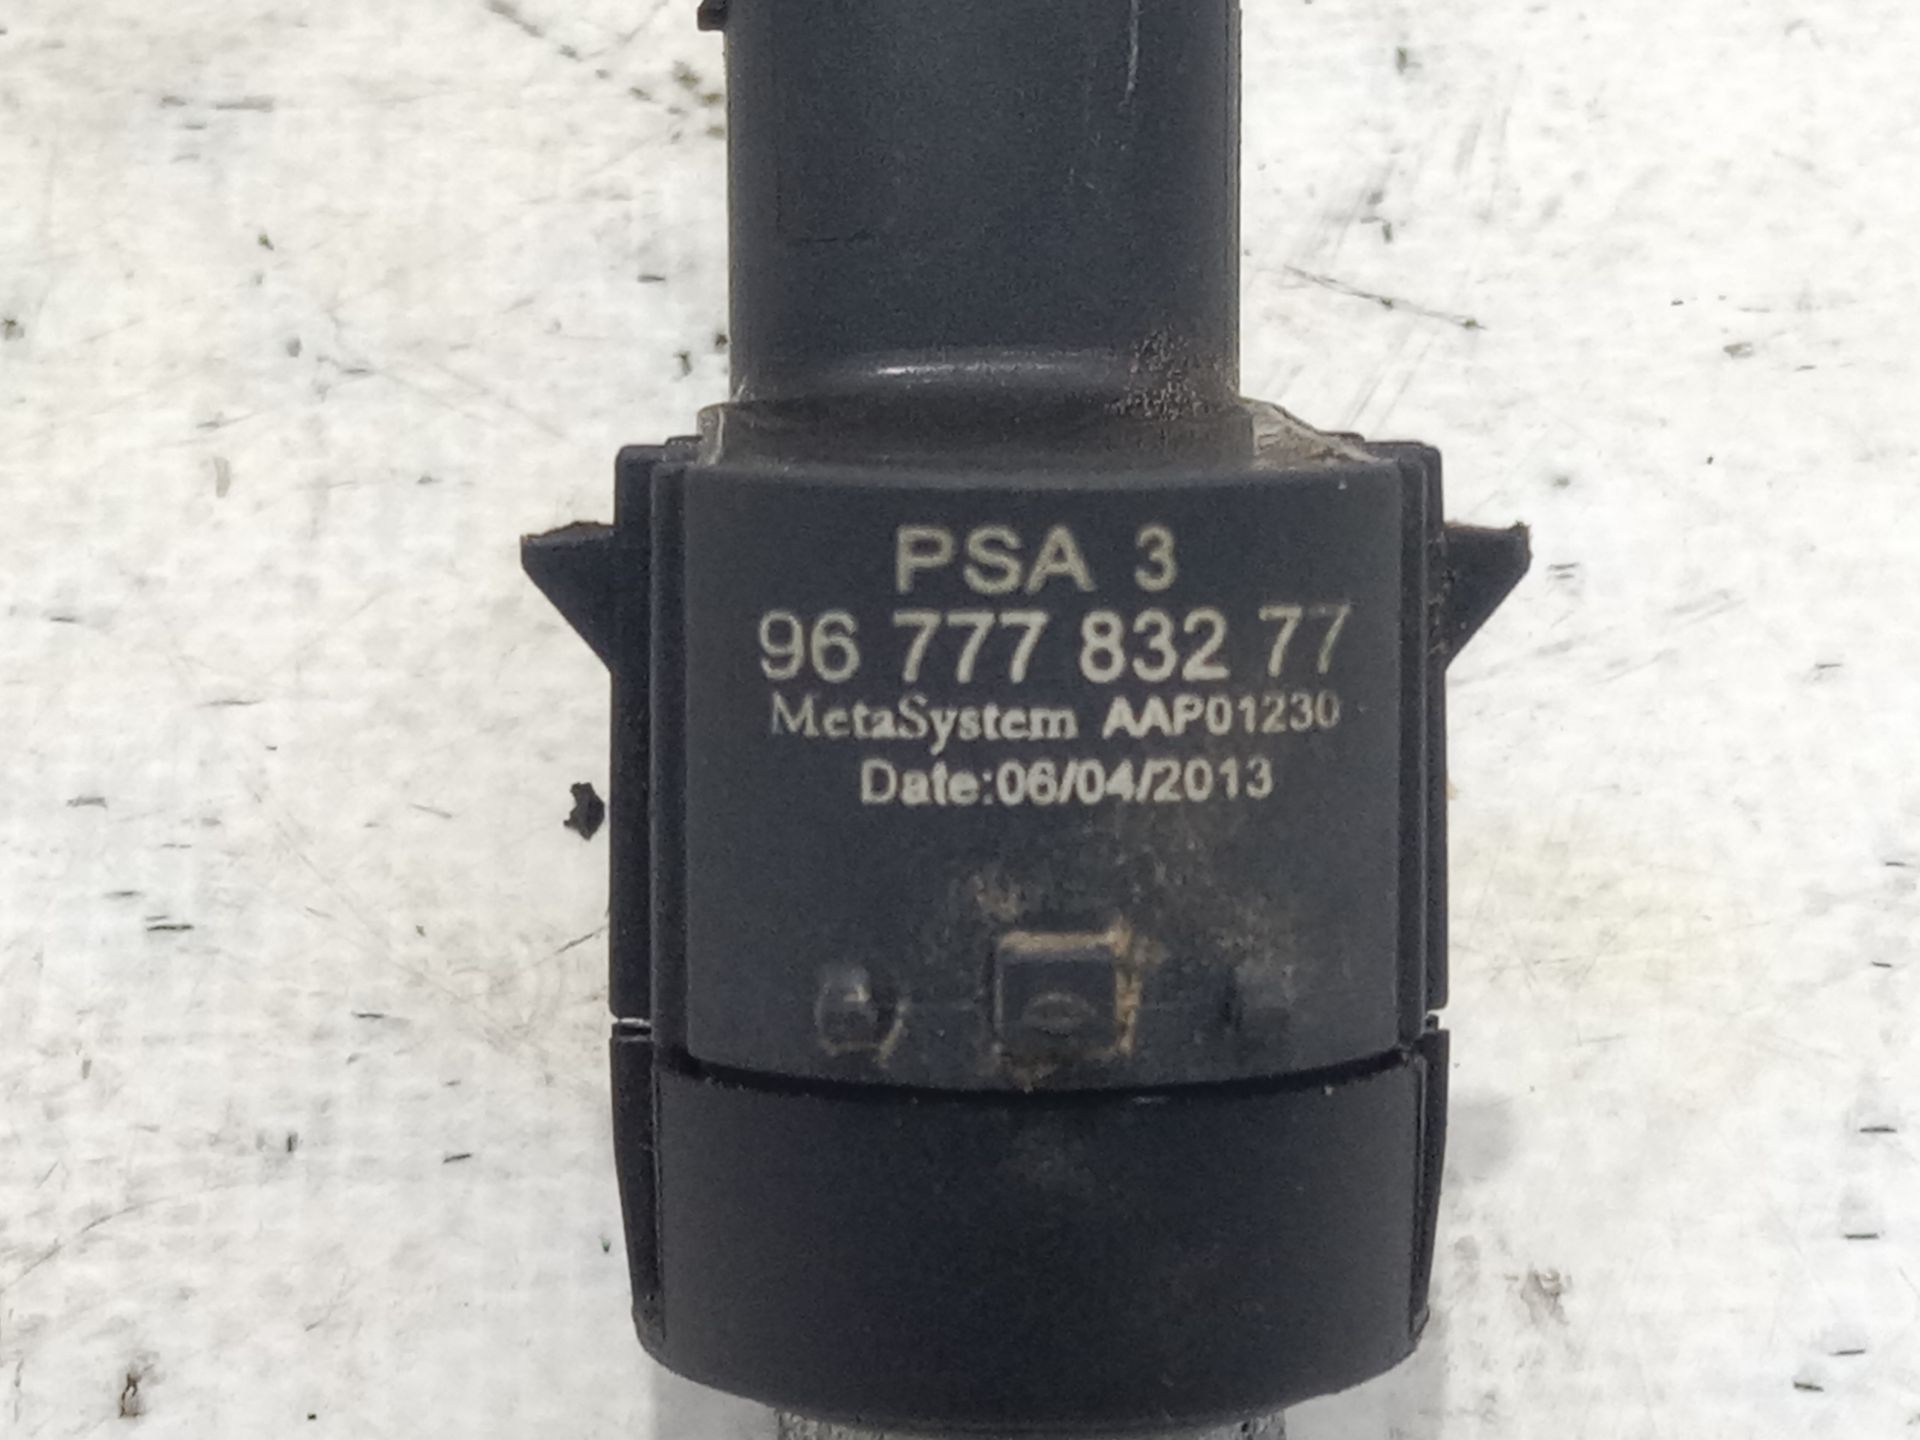 PSA 3
96 777 832 77
MetaSystem AAP01230
Date:06/04/2013